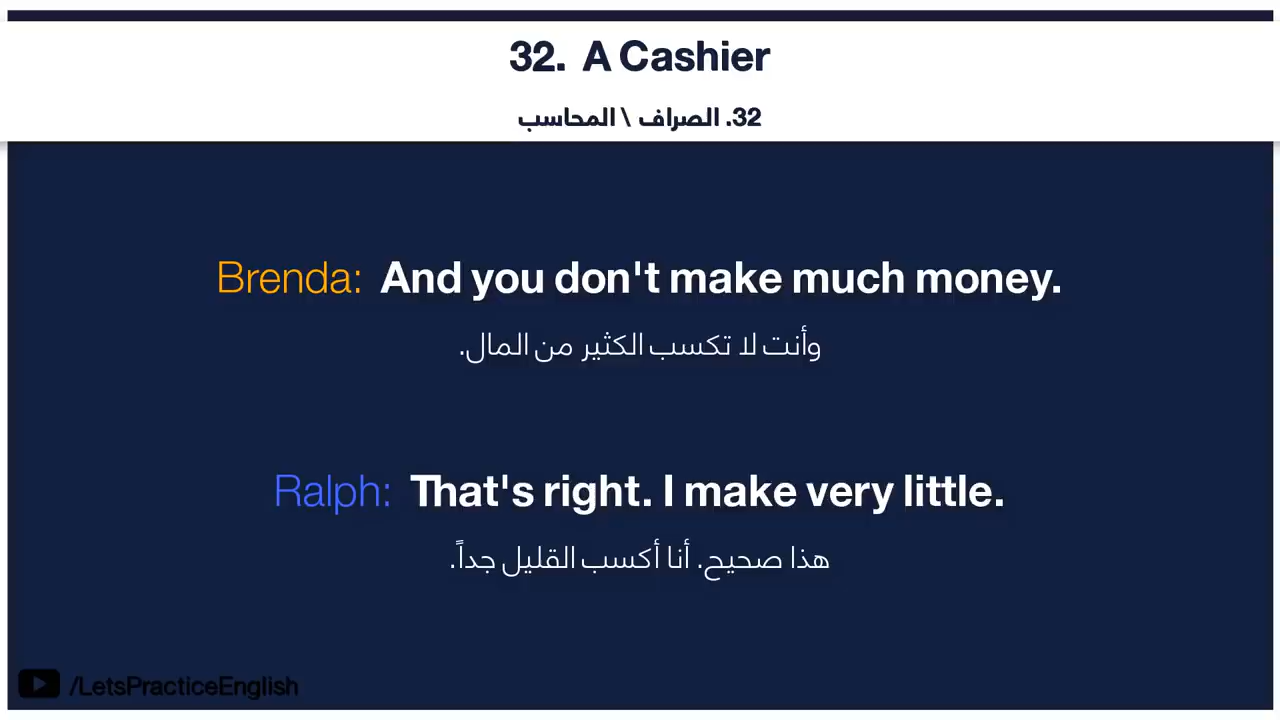 32. A Cashier
32. الصراف \ المحاسب
Brenda: And you don't make much money.
وأنت لا تكسب الكثير من المال.
Ralph: That's right. I make very little.
هذا صحيح. أنا أكسب القليل جداً.
/LetsPracticeEnglish